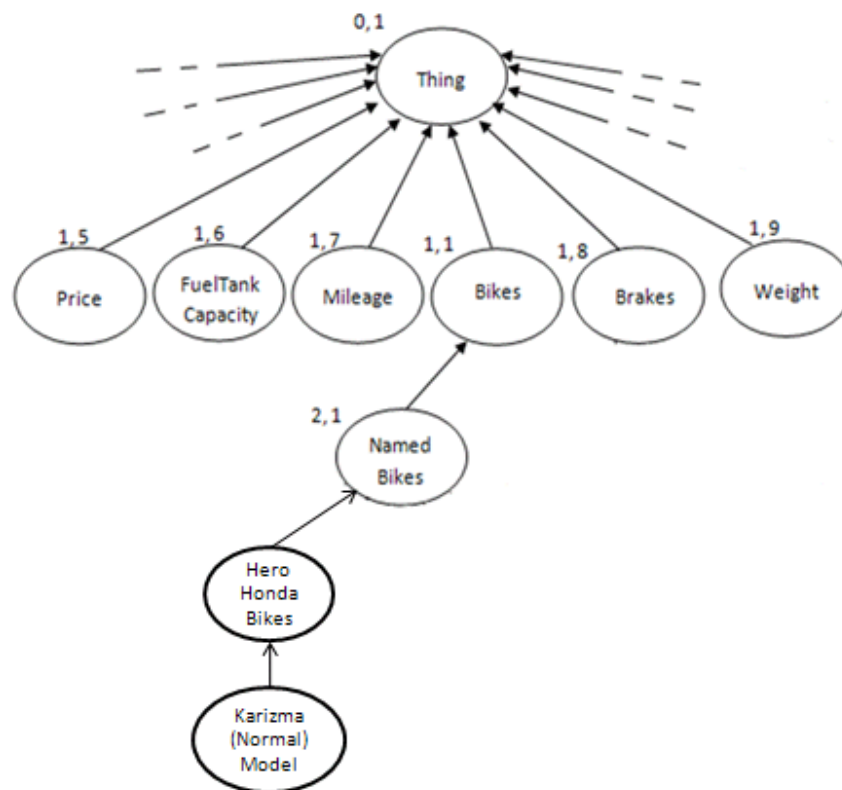 0, 1
Thing
1, 5
1, 6
1, 7
1, 1
1, 8
1, 9
Price
FuelTank
Capacity
Mileage
Bikes
Brakes
Weight
2, 1
Named
Bikes
Hero
Honda
Bikes
Karizma
(Normal)
Model